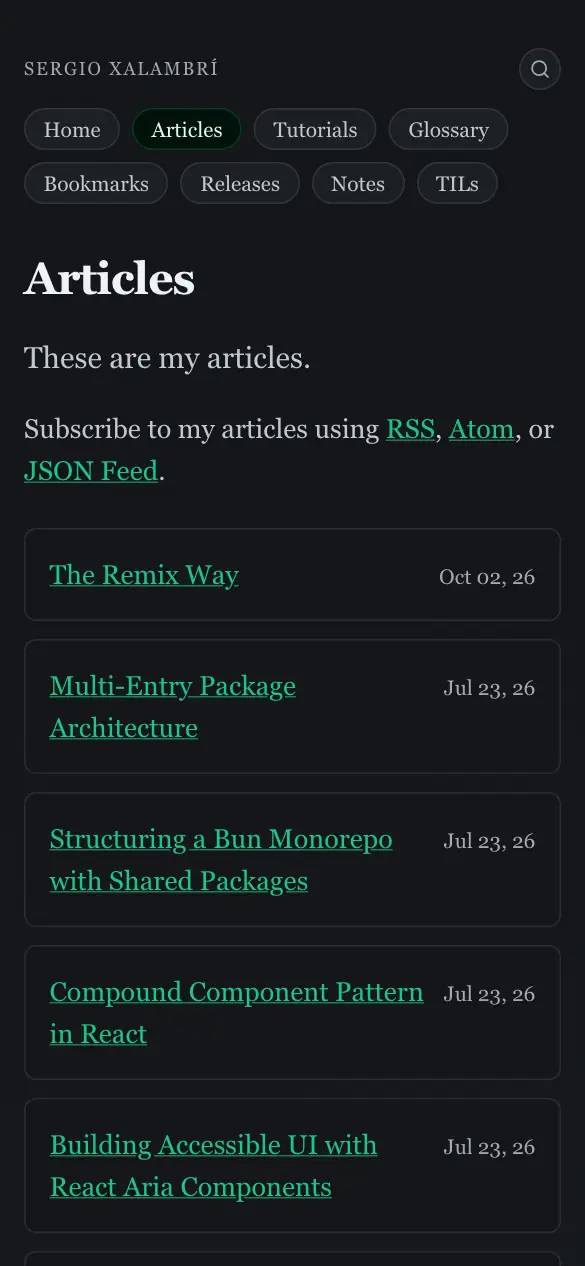 SERGIO XALAMBRÍ
Home Articles Tutorials Glossary
Bookmarks Releases Notes TILs
Articles
These are my articles.
Subscribe to my articles using RSS, Atom, or
JSON Feed.
The Remix Way Oct 02, 26
Multi-Entry Package Jul 23, 26
Architecture
Structuring a Bun Monorepo Jul 23, 26
with Shared Packages
Compound Component Pattern Jul 23, 26
in React
Building Accessible UI with Jul 23, 26
React Aria Components